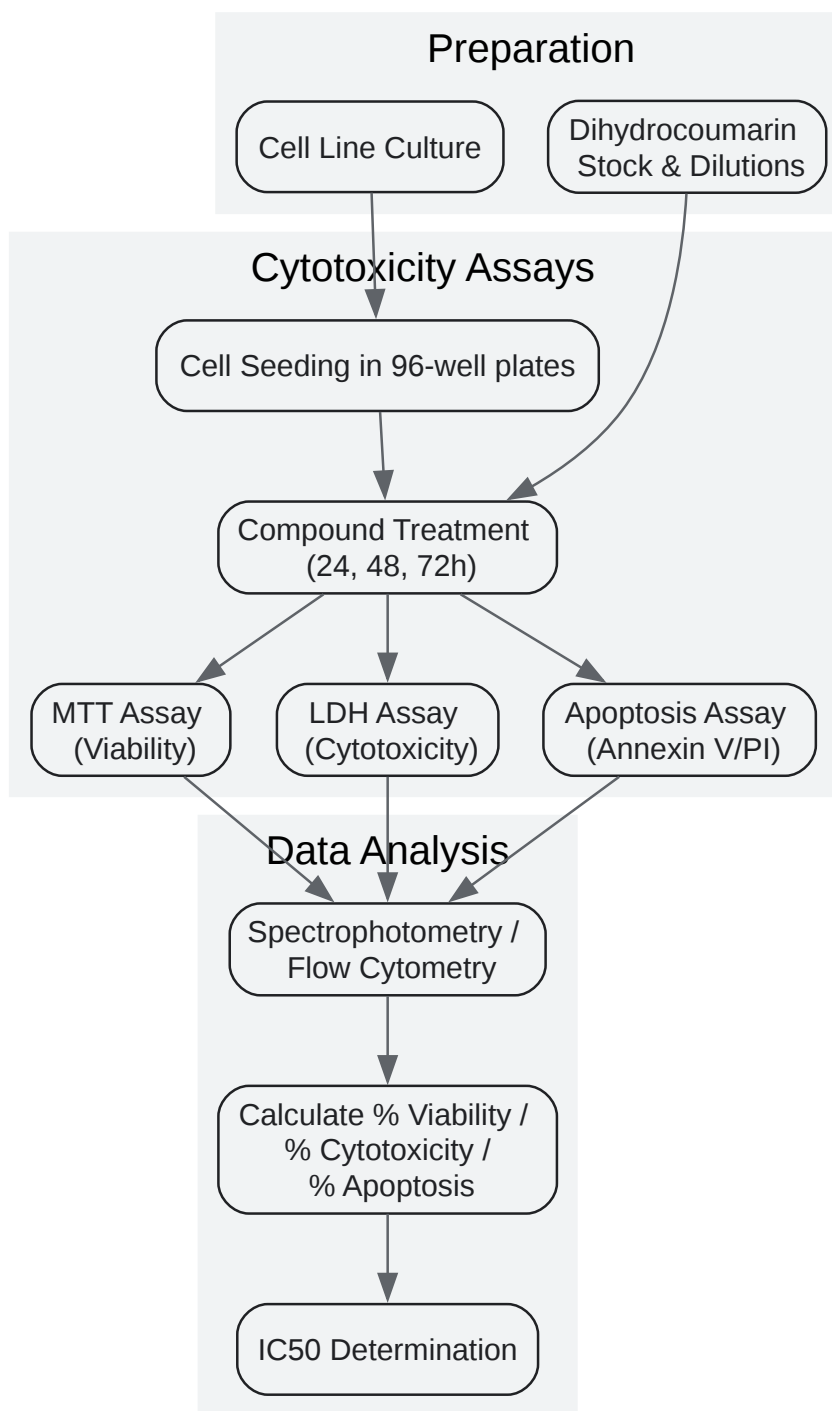 Preparation
Cell Line Culture
Dihydrocoumarin
Stock & Dilutions
Cytotoxicity Assays
Cell Seeding in 96-well plates
Compound Treatment
(24, 48, 72h)
MTT Assay
(Viability)
LDH Assay
(Cytotoxicity)
Apoptosis Assay
(Annexin V/PI)
Data Analysis
Spectrophotometry /
Flow Cytometry
Calculate % Viability /
% Cytotoxicity /
% Apoptosis
IC50 Determination